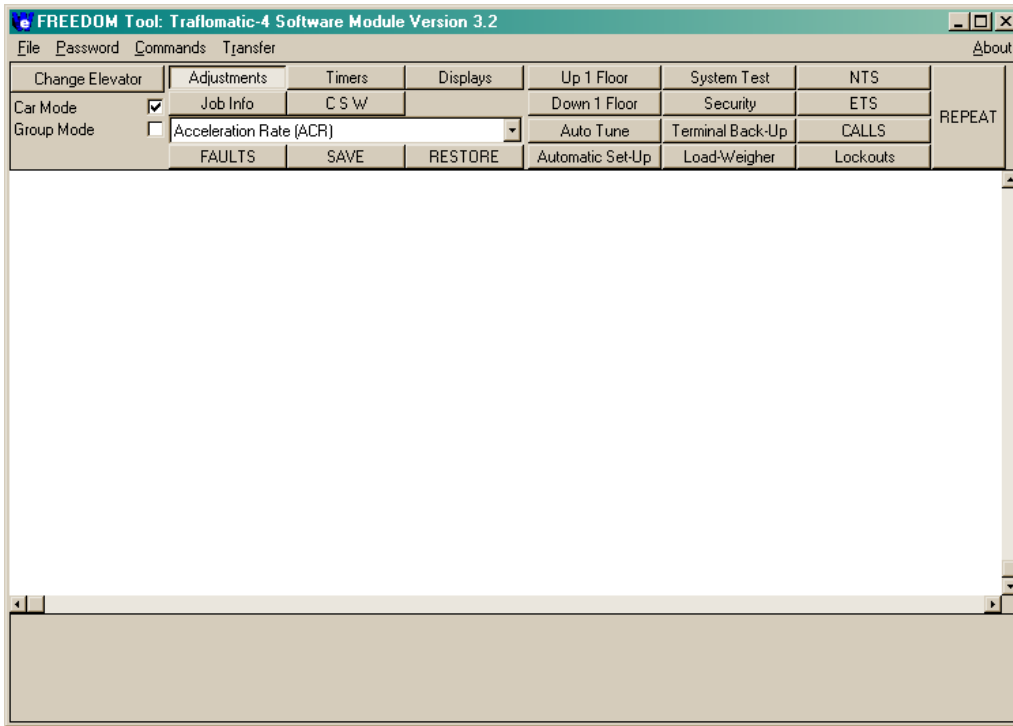 FREEDOM Tool: Traflomatic-4 Software Module Version 3.2
File Password Commands Transfer About
Change Elevator Adjustments Timers Displays Up 1 Floor System Test NTS
Car Mode Job Info C S W Down 1 Floor Security ETS REPEAT
Group Mode Acceleration Rate (ACR) Auto Tune Terminal Back-Up CALLS
FAULTS SAVE RESTORE Automatic Set-Up Load-Weigher Lockouts